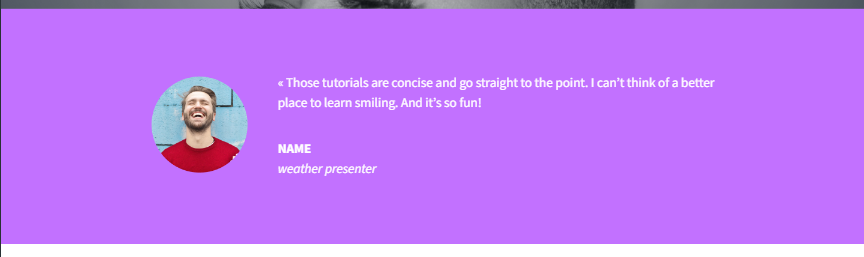 « Those tutorials are concise and go straight to the point. I can’t think of a better
place to learn smiling. And it’s so fun!
NAME
weather presenter